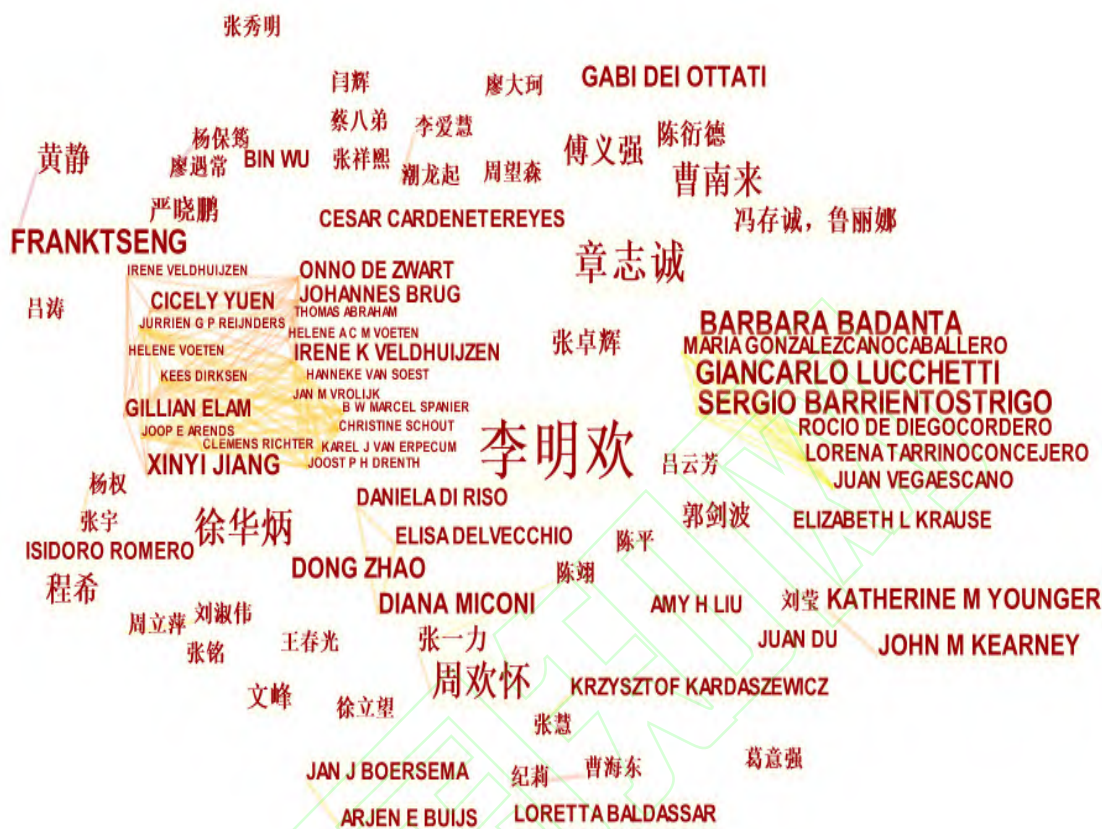 张秀明
闫辉
廖大珂
GABI DEI OTTATI
蔡八弟
李爱慧
杨保筠
黄静
廖遇常
BIN WU
张祥熙
潮龙起
周望森
傅义强
陈衍德
曹南来
严晓鹏
CESAR CARDENETEREYES
冯存诚，鲁丽娜
FRANKTSENG
章志诚
IRENE VELDHUIJZEN
ONNO DE ZWART
吕涛
CICELY YUEN
JOHANNES BRUG
THOMAS ABRAHAM
JURRIEN G P REIJNDERS
HELENE A C M VOETEN
BARBARA BADANTA
张卓辉
MARIA GONZALEZCANOCABALLERO
HELENE VOETEN
IRENE K VELDHUIJZEN
KEES DIRKSEN
HANNEKE VAN SOEST
GIANCARLO LUCCHETTI
JAN M VROLIJK
GILLIAN ELAM
B W MARCEL SPANIER
SERGIO BARRIENTOSTRIGO
JOOP E ARENDS
CHRISTINE SCHOUT
ROCIO DE DIEGOCORDERO
CLEMENS RICHTER
KAREL J VAN ERPECUM
李明欢
LORENA TARRINOCONCEJERO
XINYI JIANG
JOOST P H DRENTH
吕云芳
JUAN VEGAESCANO
杨权
DANIELA DI RISO
张宇
徐华炳
郭剑波
ELIZABETH L KRAUSE
ISIDORO ROMERO
ELISA DELVECCHIO
陈平
程希
DONG ZHAO
陈翊
DIANA MICONI
AMY H LIU
刘莹
KATHERINE M YOUNGER
周立萍
刘淑伟
张铭
王春光
张一力
JUAN DU
JOHN M KEARNEY
周欢怀
KRZYSZTOF KARDASZEWICZ
文峰
徐立望
张慧
葛意强
JAN J BOERSEMA
纪莉
曹海东
ARJEN E BUIJS
LORETTA BALDASSAR